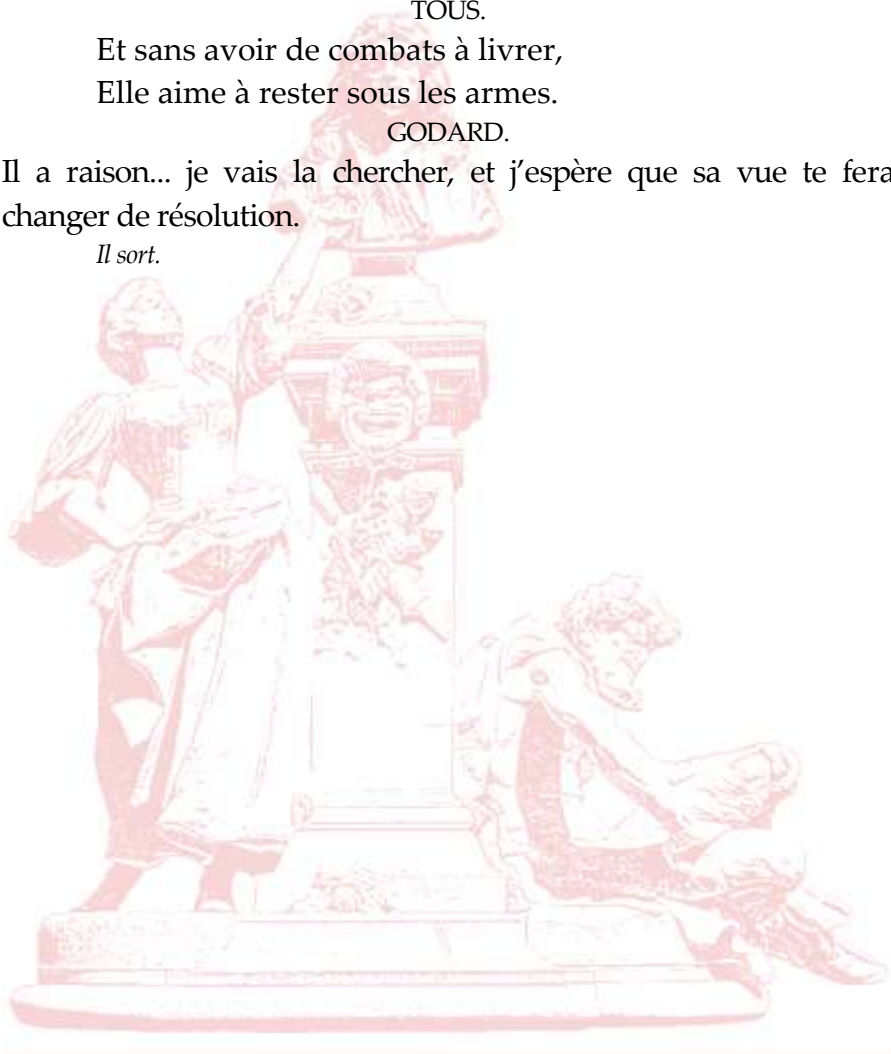 TOUS.
Et sans avoir de combats à livrer,
Elle aime à rester sous les armes.
GODARD.
Il a raison... je vais la chercher, et j’espère que sa vue te fera
changer de résolution.
Il sort.